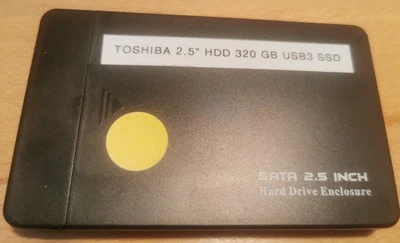 TOSHIBA 2.5" HDD 320 GB USB3 SSD
SATA 2.5 INCH
Hard Drive Enclosure